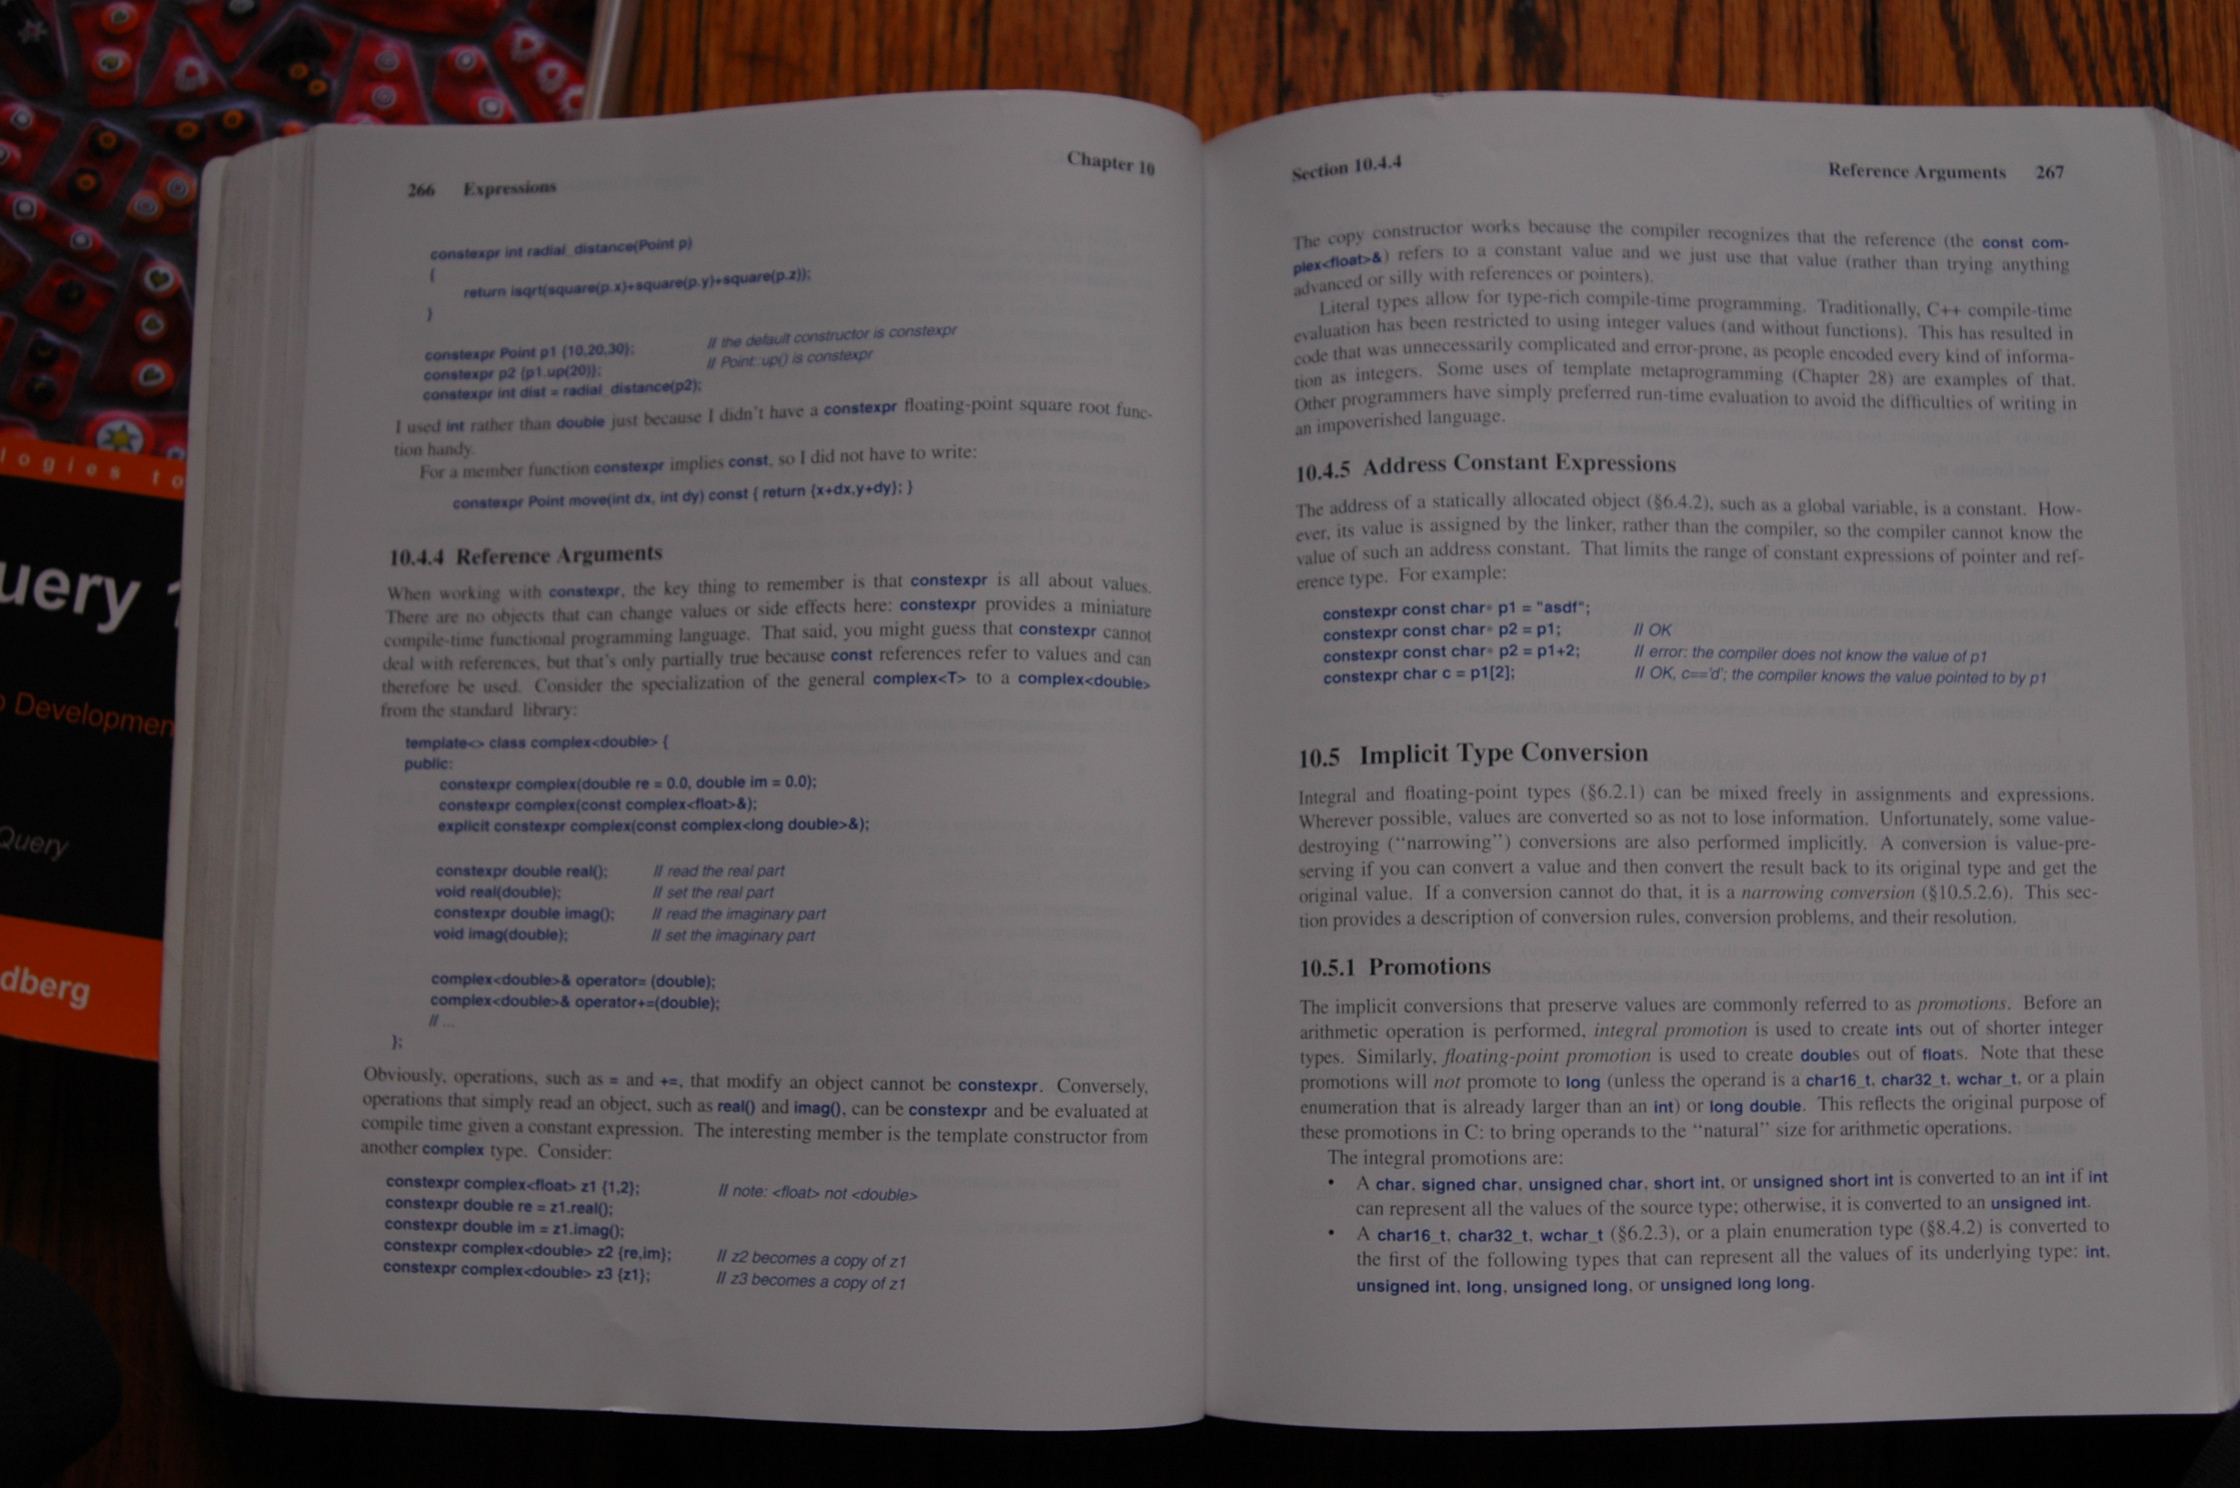 266 Expressions Chapter 10
constexpr int radial_distance(Point p)
{
return isqrt(square(p.x)+square(p.y)+square(p.z));
}
constexpr Point p1 {10,20,30}; // the default constructor is constexpr
constexpr p2 {p1.up(20)}; // Point::up() is constexpr
constexpr int dist = radial_distance(p2);
I used int rather than double just because I didn't have a constexpr floating-point square root func-
tion handy.
For a member function constexpr implies const, so I did not have to write:
constexpr Point move(int dx, int dy) const { return {x+dx,y+dy}; }
10.4.4 Reference Arguments
When working with constexpr, the key thing to remember is that constexpr is all about values.
There are no objects that can change values or side effects here: constexpr provides a miniature
compile-time functional programming language. That said, you might guess that constexpr cannot
deal with references, but that's only partially true because const references refer to values and can
therefore be used. Consider the specialization of the general complex<T> to a complex<double>
from the standard library:
template<> class complex<double> {
public:
constexpr complex(double re = 0.0, double im = 0.0);
constexpr complex(const complex<float>&);
explicit constexpr complex(const complex<long double>&);
constexpr double real(); // read the real part
void real(double); // set the real part
constexpr double imag(); // read the imaginary part
void imag(double); // set the imaginary part
complex<double>& operator= (double);
complex<double>& operator+=(double);
// ...
};
Obviously, operations, such as = and +=, that modify an object cannot be constexpr. Conversely,
operations that simply read an object, such as real() and imag(), can be constexpr and be evaluated at
compile time given a constant expression. The interesting member is the template constructor from
another complex type. Consider:
constexpr complex<float> z1 {1,2}; // note: <float> not <double>
constexpr double re = z1.real();
constexpr double im = z1.imag();
constexpr complex<double> z2 {re,im}; // z2 becomes a copy of z1
constexpr complex<double> z3 {z1}; // z3 becomes a copy of z1
Section 10.4.4 Reference Arguments 267
The copy constructor works because the compiler recognizes that the reference (the const com-
plex<float>&) refers to a constant value and we just use that value (rather than trying anything
advanced or silly with references or pointers).
Literal types allow for type-rich compile-time programming. Traditionally, C++ compile-time
evaluation has been restricted to using integer values (and without functions). This has resulted in
code that was unnecessarily complicated and error-prone, as people encoded every kind of informa-
tion as integers. Some uses of template metaprogramming (Chapter 28) are examples of that.
Other programmers have simply preferred run-time evaluation to avoid the difficulties of writing in
an impoverished language.
10.4.5 Address Constant Expressions
The address of a statically allocated object (§6.4.2), such as a global variable, is a constant. How-
ever, its value is assigned by the linker, rather than the compiler, so the compiler cannot know the
value of such an address constant. That limits the range of constant expressions of pointer and ref-
erence type. For example:
constexpr const char* p1 = "asdf";
constexpr const char* p2 = p1; // OK
constexpr const char* p2 = p1+2; // error: the compiler does not know the value of p1
constexpr char c = p1[2]; // OK, c=='d'; the compiler knows the value pointed to by p1
10.5 Implicit Type Conversion
Integral and floating-point types (§6.2.1) can be mixed freely in assignments and expressions.
Wherever possible, values are converted so as not to lose information. Unfortunately, some value-
destroying (“narrowing”) conversions are also performed implicitly. A conversion is value-pre-
serving if you can convert a value and then convert the result back to its original type and get the
original value. If a conversion cannot do that, it is a narrowing conversion (§10.5.2.6). This sec-
tion provides a description of conversion rules, conversion problems, and their resolution.
10.5.1 Promotions
The implicit conversions that preserve values are commonly referred to as promotions. Before an
arithmetic operation is performed, integral promotion is used to create ints out of shorter integer
types. Similarly, floating-point promotion is used to create doubles out of floats. Note that these
promotions will not promote to long (unless the operand is a char16_t, char32_t, wchar_t, or a plain
enumeration that is already larger than an int) or long double. This reflects the original purpose of
these promotions in C: to bring operands to the “natural” size for arithmetic operations.
The integral promotions are:
• A char, signed char, unsigned char, short int, or unsigned short int is converted to an int if int
can represent all the values of the source type; otherwise, it is converted to an unsigned int.
• A char16_t, char32_t, wchar_t (§6.2.3), or a plain enumeration type (§8.4.2) is converted to
the first of the following types that can represent all the values of its underlying type: int,
unsigned int, long, unsigned long, or unsigned long long.
logies to
uery
Developmen
Query
dberg